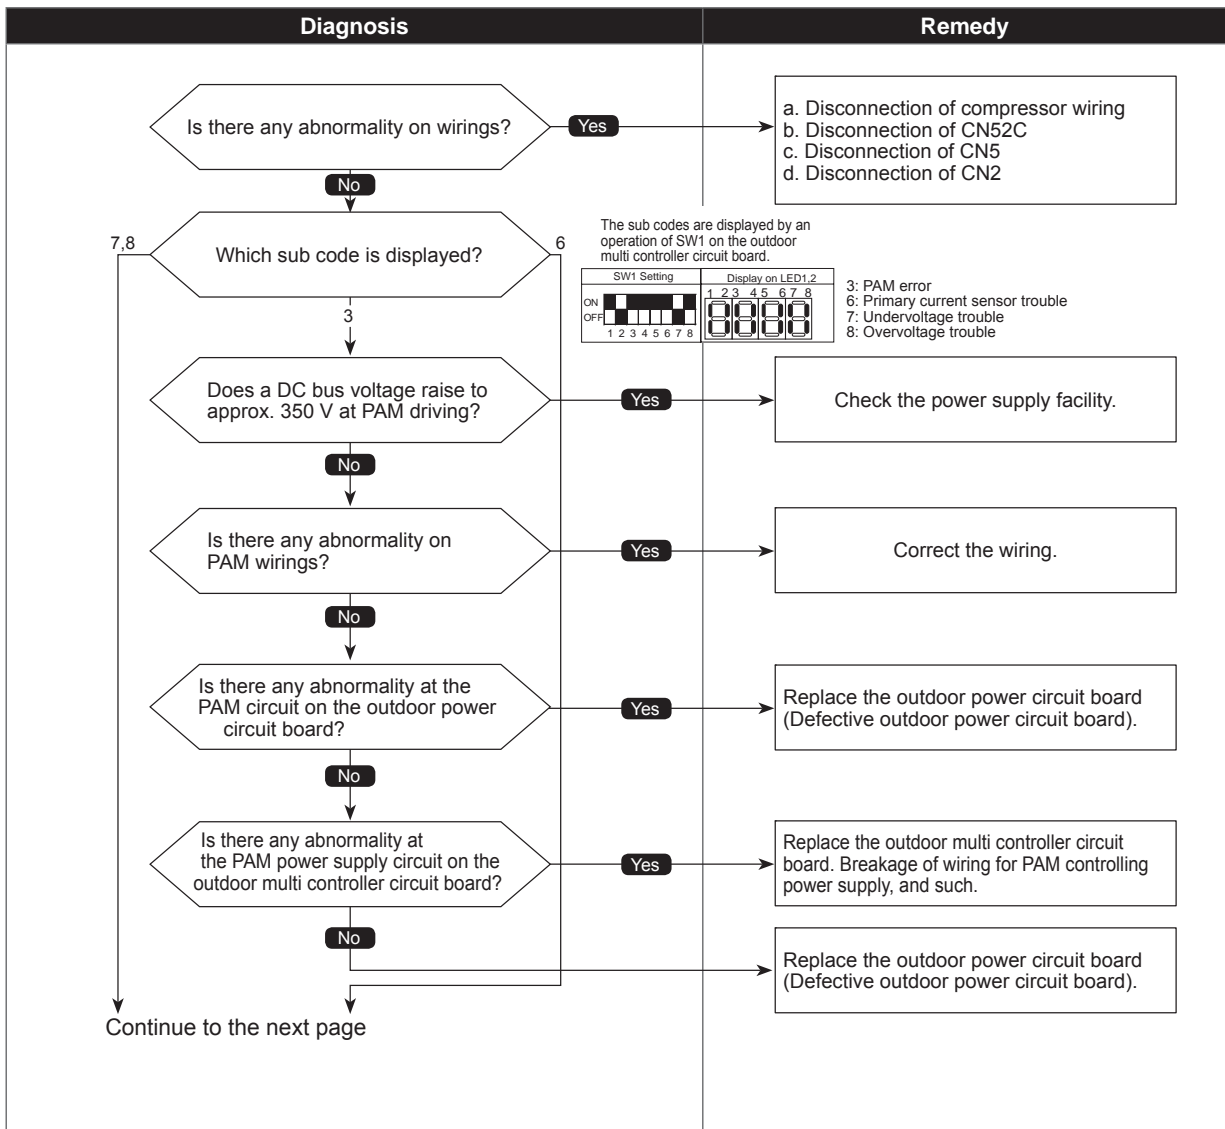 Diagnosis
Remedy
Is there any abnormality on wirings?
Yes
a. Disconnection of compressor wiring
b. Disconnection of CN52C
c. Disconnection of CN5
d. Disconnection of CN2
No
7,8
Which sub code is displayed?
6
The sub codes are displayed by an
operation of SW1 on the outdoor
multi controller circuit board.
SW1 Setting
Display on LED1,2
ON
OFF
1 2 3 4 5 6 7 8
1 2 3 4 5 6 7 8
3: PAM error
6: Primary current sensor trouble
7: Undervoltage trouble
8: Overvoltage trouble
3
Does a DC bus voltage raise to
approx. 350 V at PAM driving?
Yes
Check the power supply facility.
No
Is there any abnormality on
PAM wirings?
Yes
Correct the wiring.
No
Is there any abnormality at the
PAM circuit on the outdoor power
circuit board?
Yes
Replace the outdoor power circuit board
(Defective outdoor power circuit board).
No
Is there any abnormality at
the PAM power supply circuit on the
outdoor multi controller circuit board?
Yes
Replace the outdoor multi controller circuit
board. Breakage of wiring for PAM controlling
power supply, and such.
No
Replace the outdoor power circuit board
(Defective outdoor power circuit board).
Continue to the next page